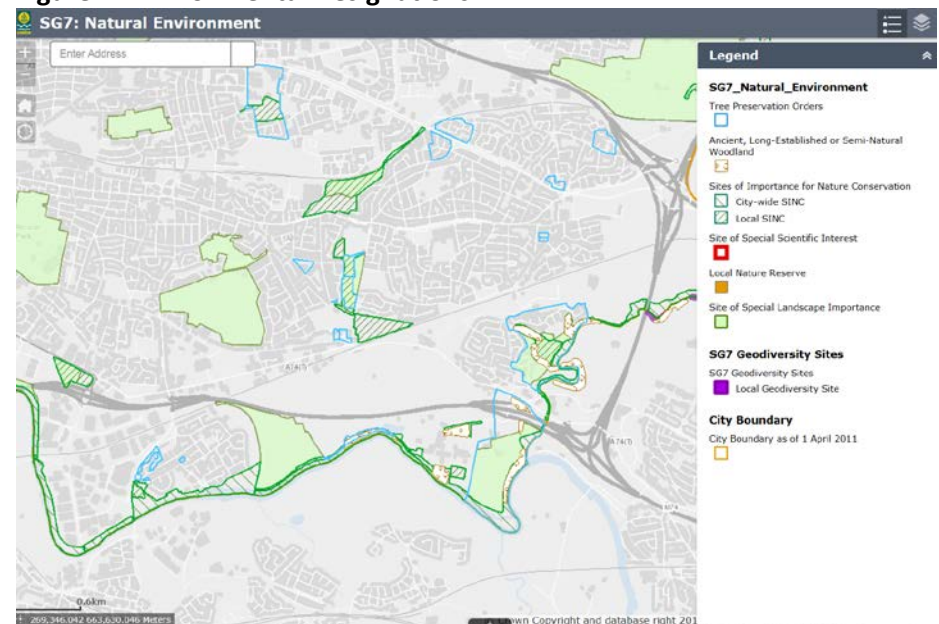 SG7: Natural Environment
Enter Address
Legend
SG7_Natural_Environment
Tree Preservation Orders
Ancient, Long-Established or Semi-Natural
Woodland
Sites of Importance for Nature Conservation
City-wide SINC
Local SINC
Site of Special Scientific Interest
Local Nature Reserve
Site of Special Landscape Importance
SG7 Geodiversity Sites
SG7 Geodiversity Sites
Local Geodiversity Site
City Boundary
City Boundary as of 1 April 2011
A74(T)
A74(T)
M74
0.6km
269,346.042 663,630.046 Meters
Copyright and database right 201